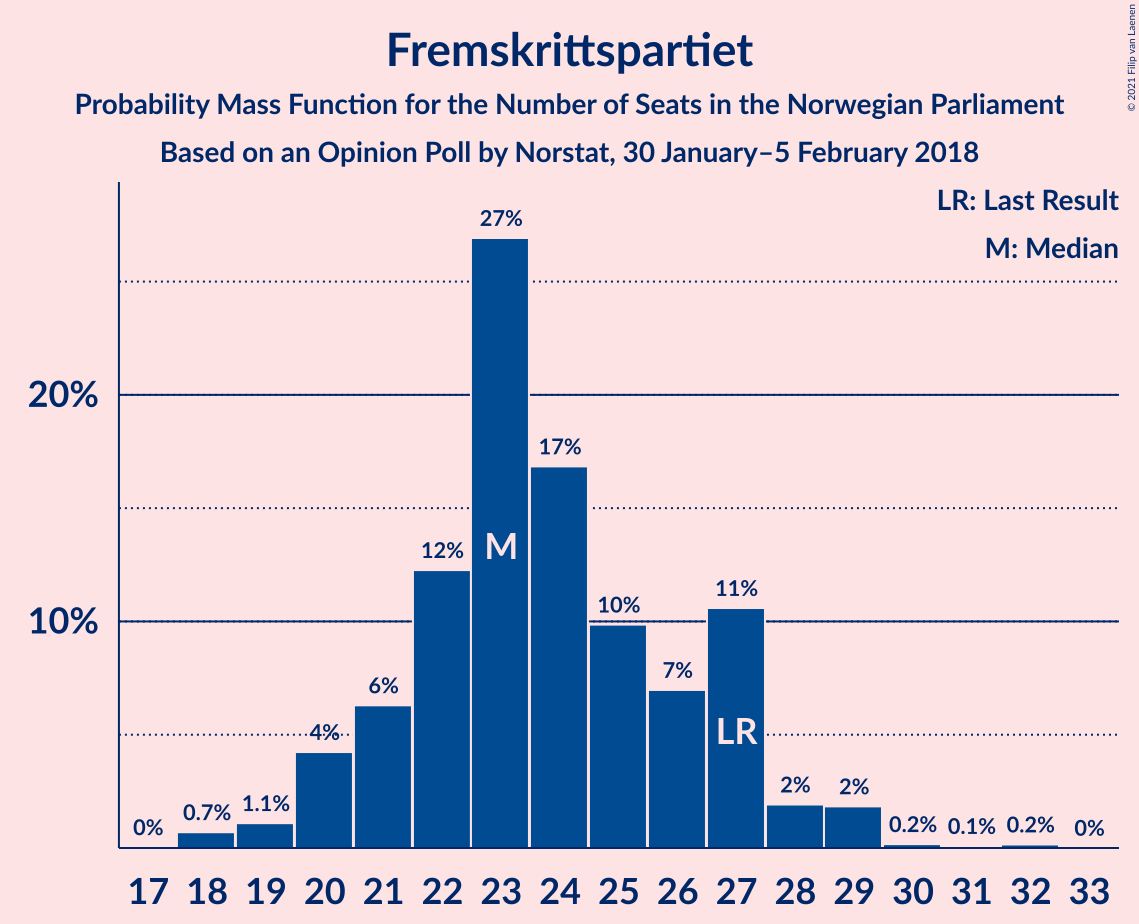 Fremskrittspartiet
Probability Mass Function for the Number of Seats in the Norwegian Parliament
Based on an Opinion Poll by Norstat, 30 January–5 February 2018
© 2021 Filip van Laenen
LR: Last Result
M: Median
20%
10%
0% 0.7% 1.1% 4% 6% 12% 27% 17% 10% 7% 11% 2% 2% 0.2% 0.1% 0.2% 0%
M
LR
17 18 19 20 21 22 23 24 25 26 27 28 29 30 31 32 33